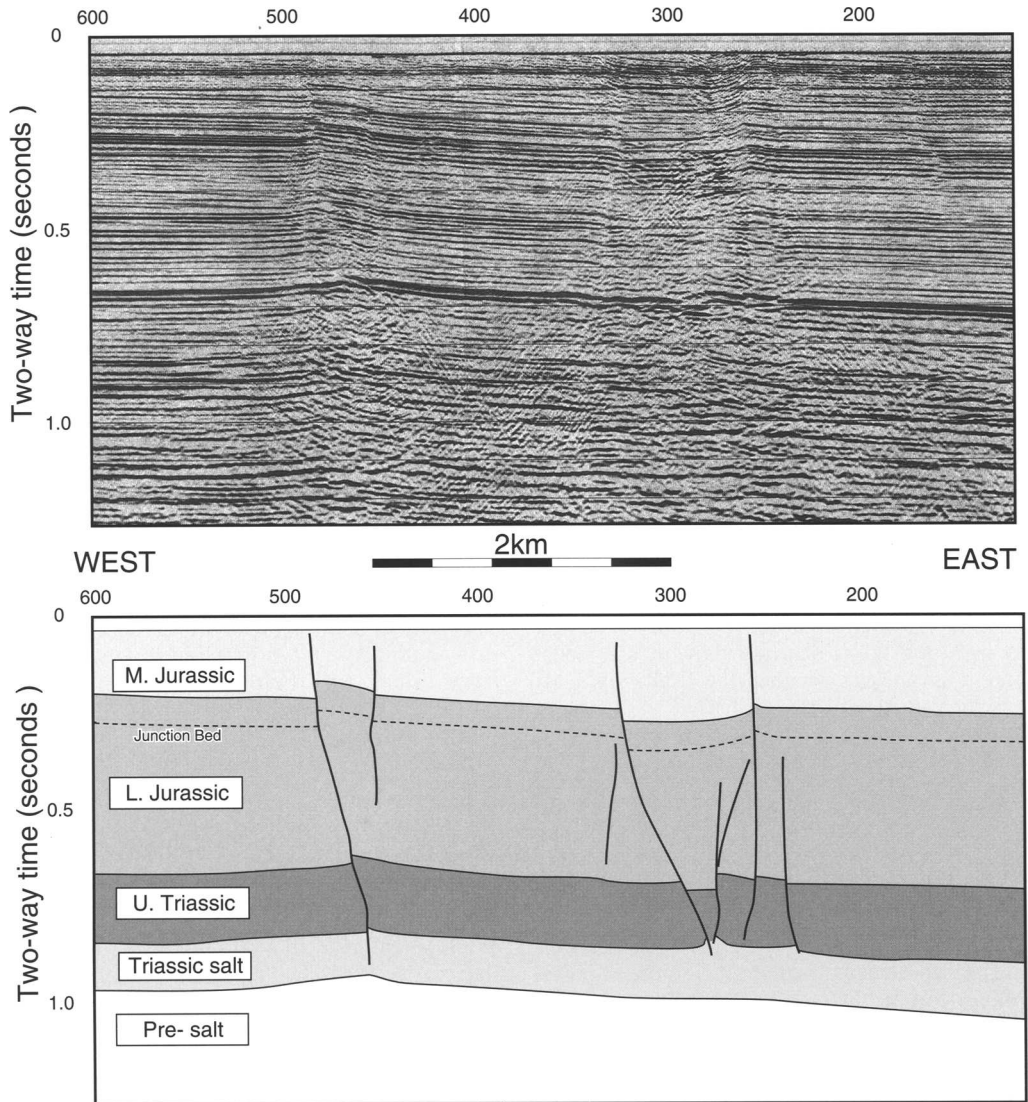 600 500 400 300 200
0
0.5
1.0
Two-way time (seconds )
WEST 2km EAST
600 500 400 300 200
0
M. Jurassic
Junction Bed
L. Jurassic
0.5
U. Triassic
Triassic salt
1.0
Pre- salt
Two-way time (seconds )